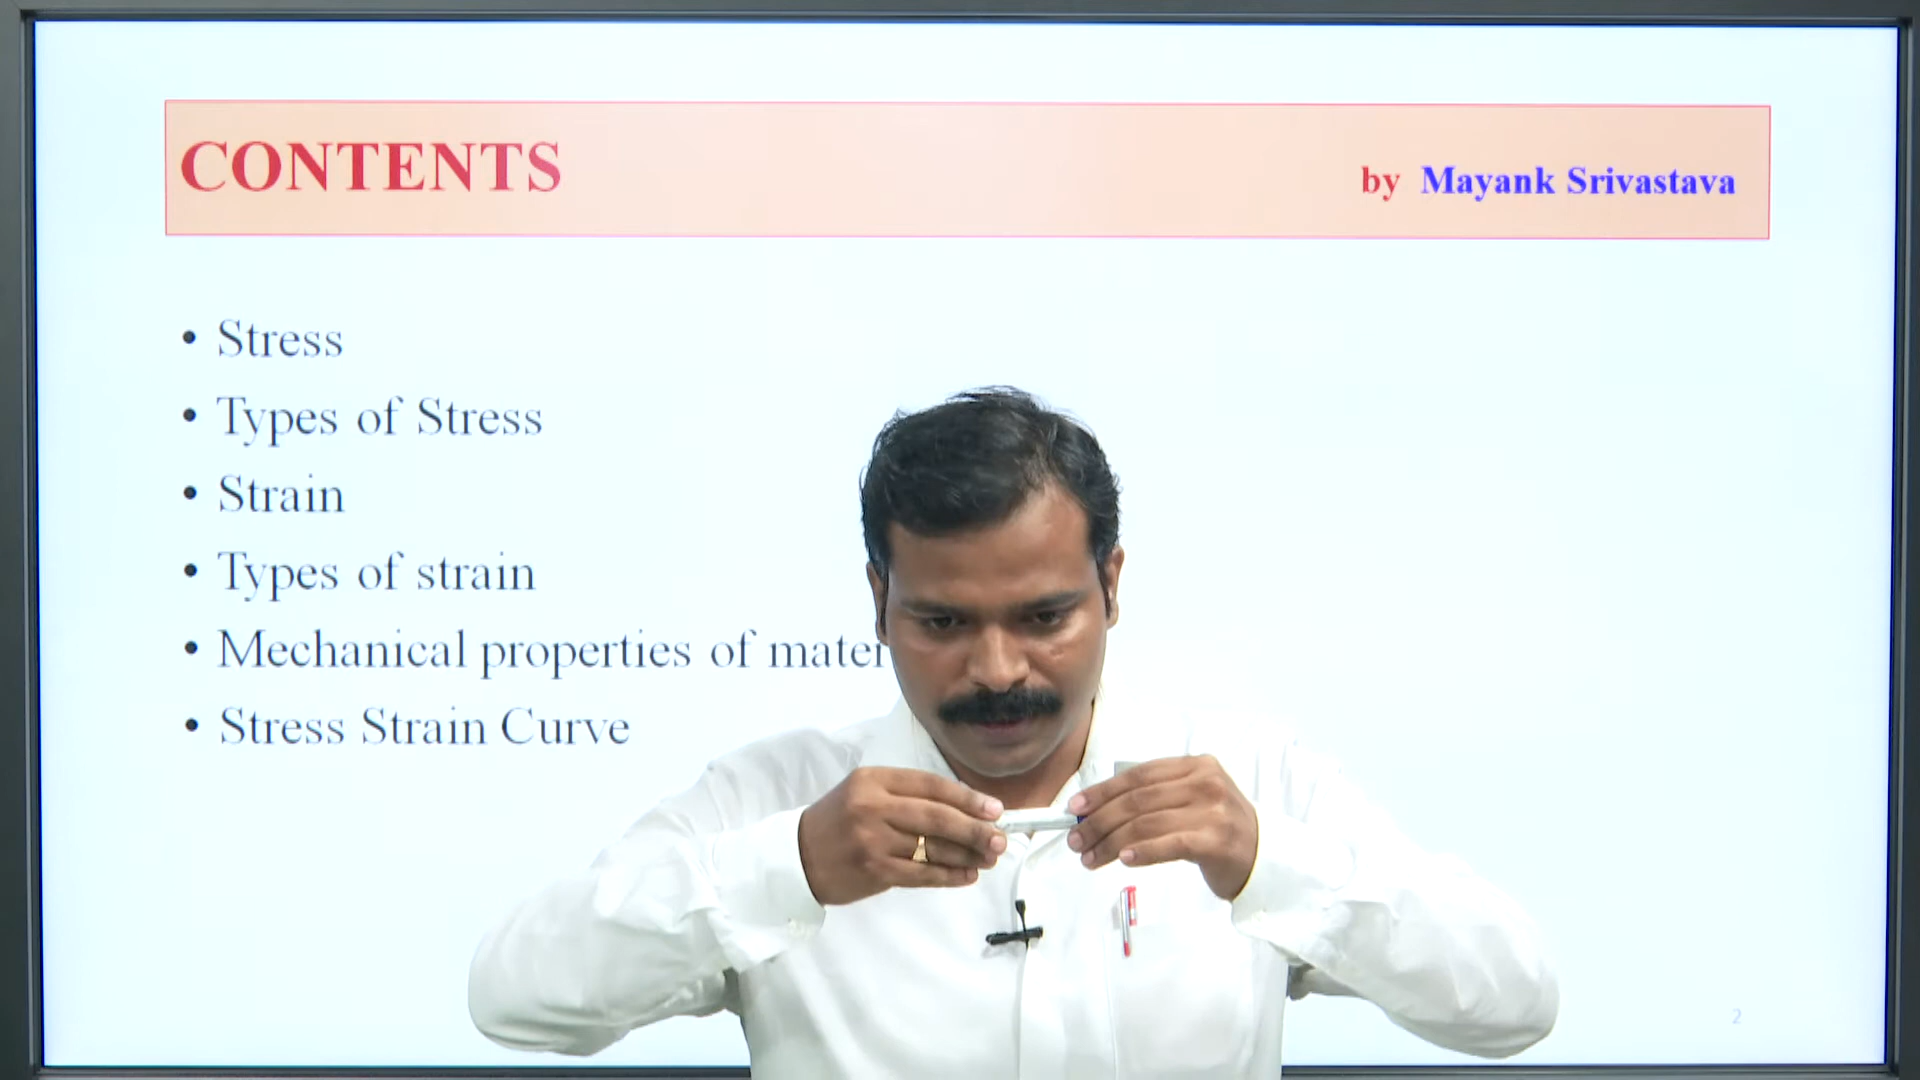 CONTENTS
by Mayank Srivastava
• Stress
• Types of Stress
• Strain
• Types of strain
• Mechanical properties of mater
• Stress Strain Curve
2